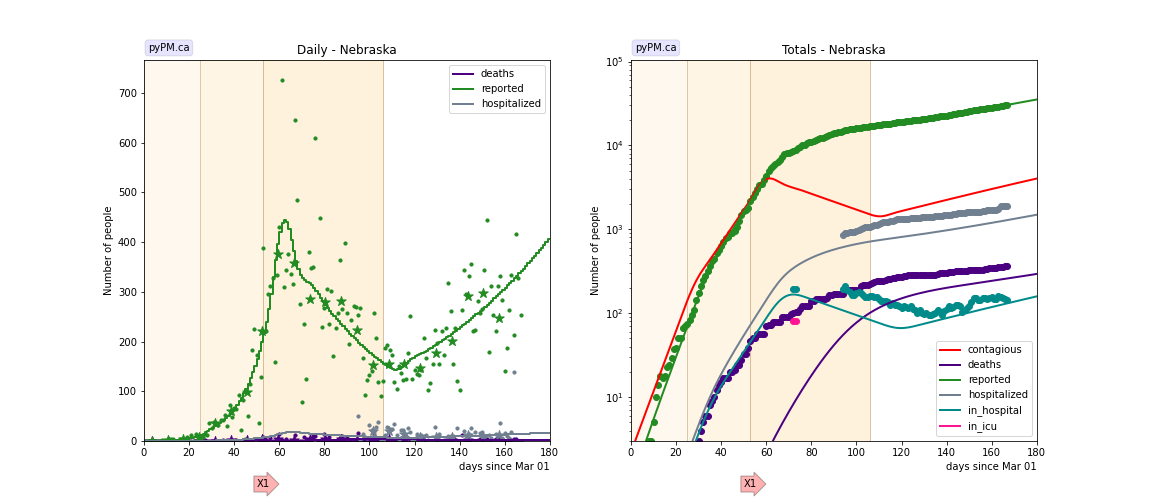 pyPM.ca
Daily - Nebraska
deaths
reported
hospitalized
Number of people
700
600
500
400
300
200
100
0
0 20 40 60 80 100 120 140 160 180
days since Mar 01
X1
pyPM.ca
Totals - Nebraska
Number of people
10^5
10^4
10^3
10^2
10^1
contagious
deaths
reported
hospitalized
in_hospital
in_icu
0 20 40 60 80 100 120 140 160 180
days since Mar 01
X1